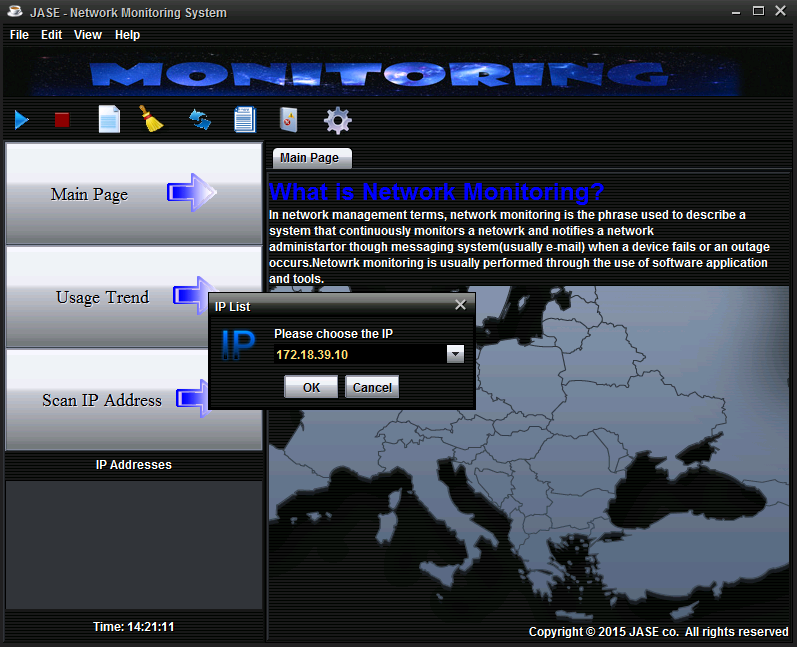 JASE - Network Monitoring System
File Edit View Help
MONITORING
Main Page
Main Page
What is Network Monitoring?
In network management terms, network monitoring is the phrase used to describe a
system that continuously monitors a netowrk and notifies a network
administartor though messaging system(usually e-mail) when a device fails or an outage
occurs.Netowrk monitoring is usually performed through the use of software application
and tools.
Usage Trend
IP List
IP
Please choose the IP
172.18.39.10
OK Cancel
Scan IP Address
IP Addresses
Time: 14:21:11
Copyright © 2015 JASE co. All rights reserved